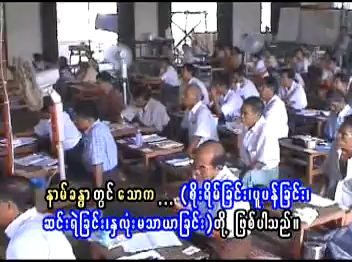 နာမ်ခန္ဓာတွင် သောက ... (စိုးရိမ်ခြင်း၊ပူပန်ခြင်း၊
ဆင်းရဲခြင်း၊နှလုံးမသာယာခြင်း)တို့ ဖြစ်ပါသည်။